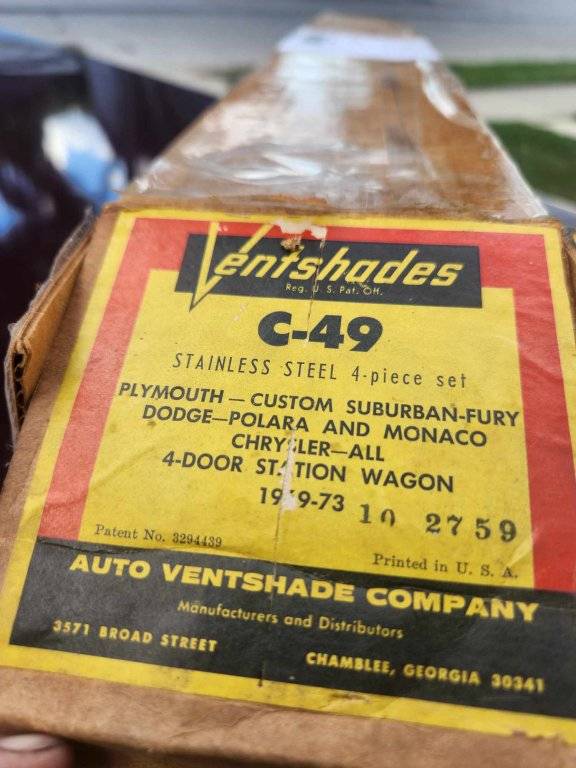 Ventshades
Reg. U. S. Pat. Off.
C-49
STAINLESS STEEL 4-piece set
PLYMOUTH — CUSTOM SUBURBAN-FURY
DODGE—POLARA AND MONACO
CHRYSLER—ALL
4-DOOR STATION WAGON
1969-73 10 2759
Patent No. 3294439
Printed in U. S. A.
AUTO VENTSHADE COMPANY
Manufacturers and Distributors
3571 BROAD STREET
CHAMBLEE, GEORGIA 30341